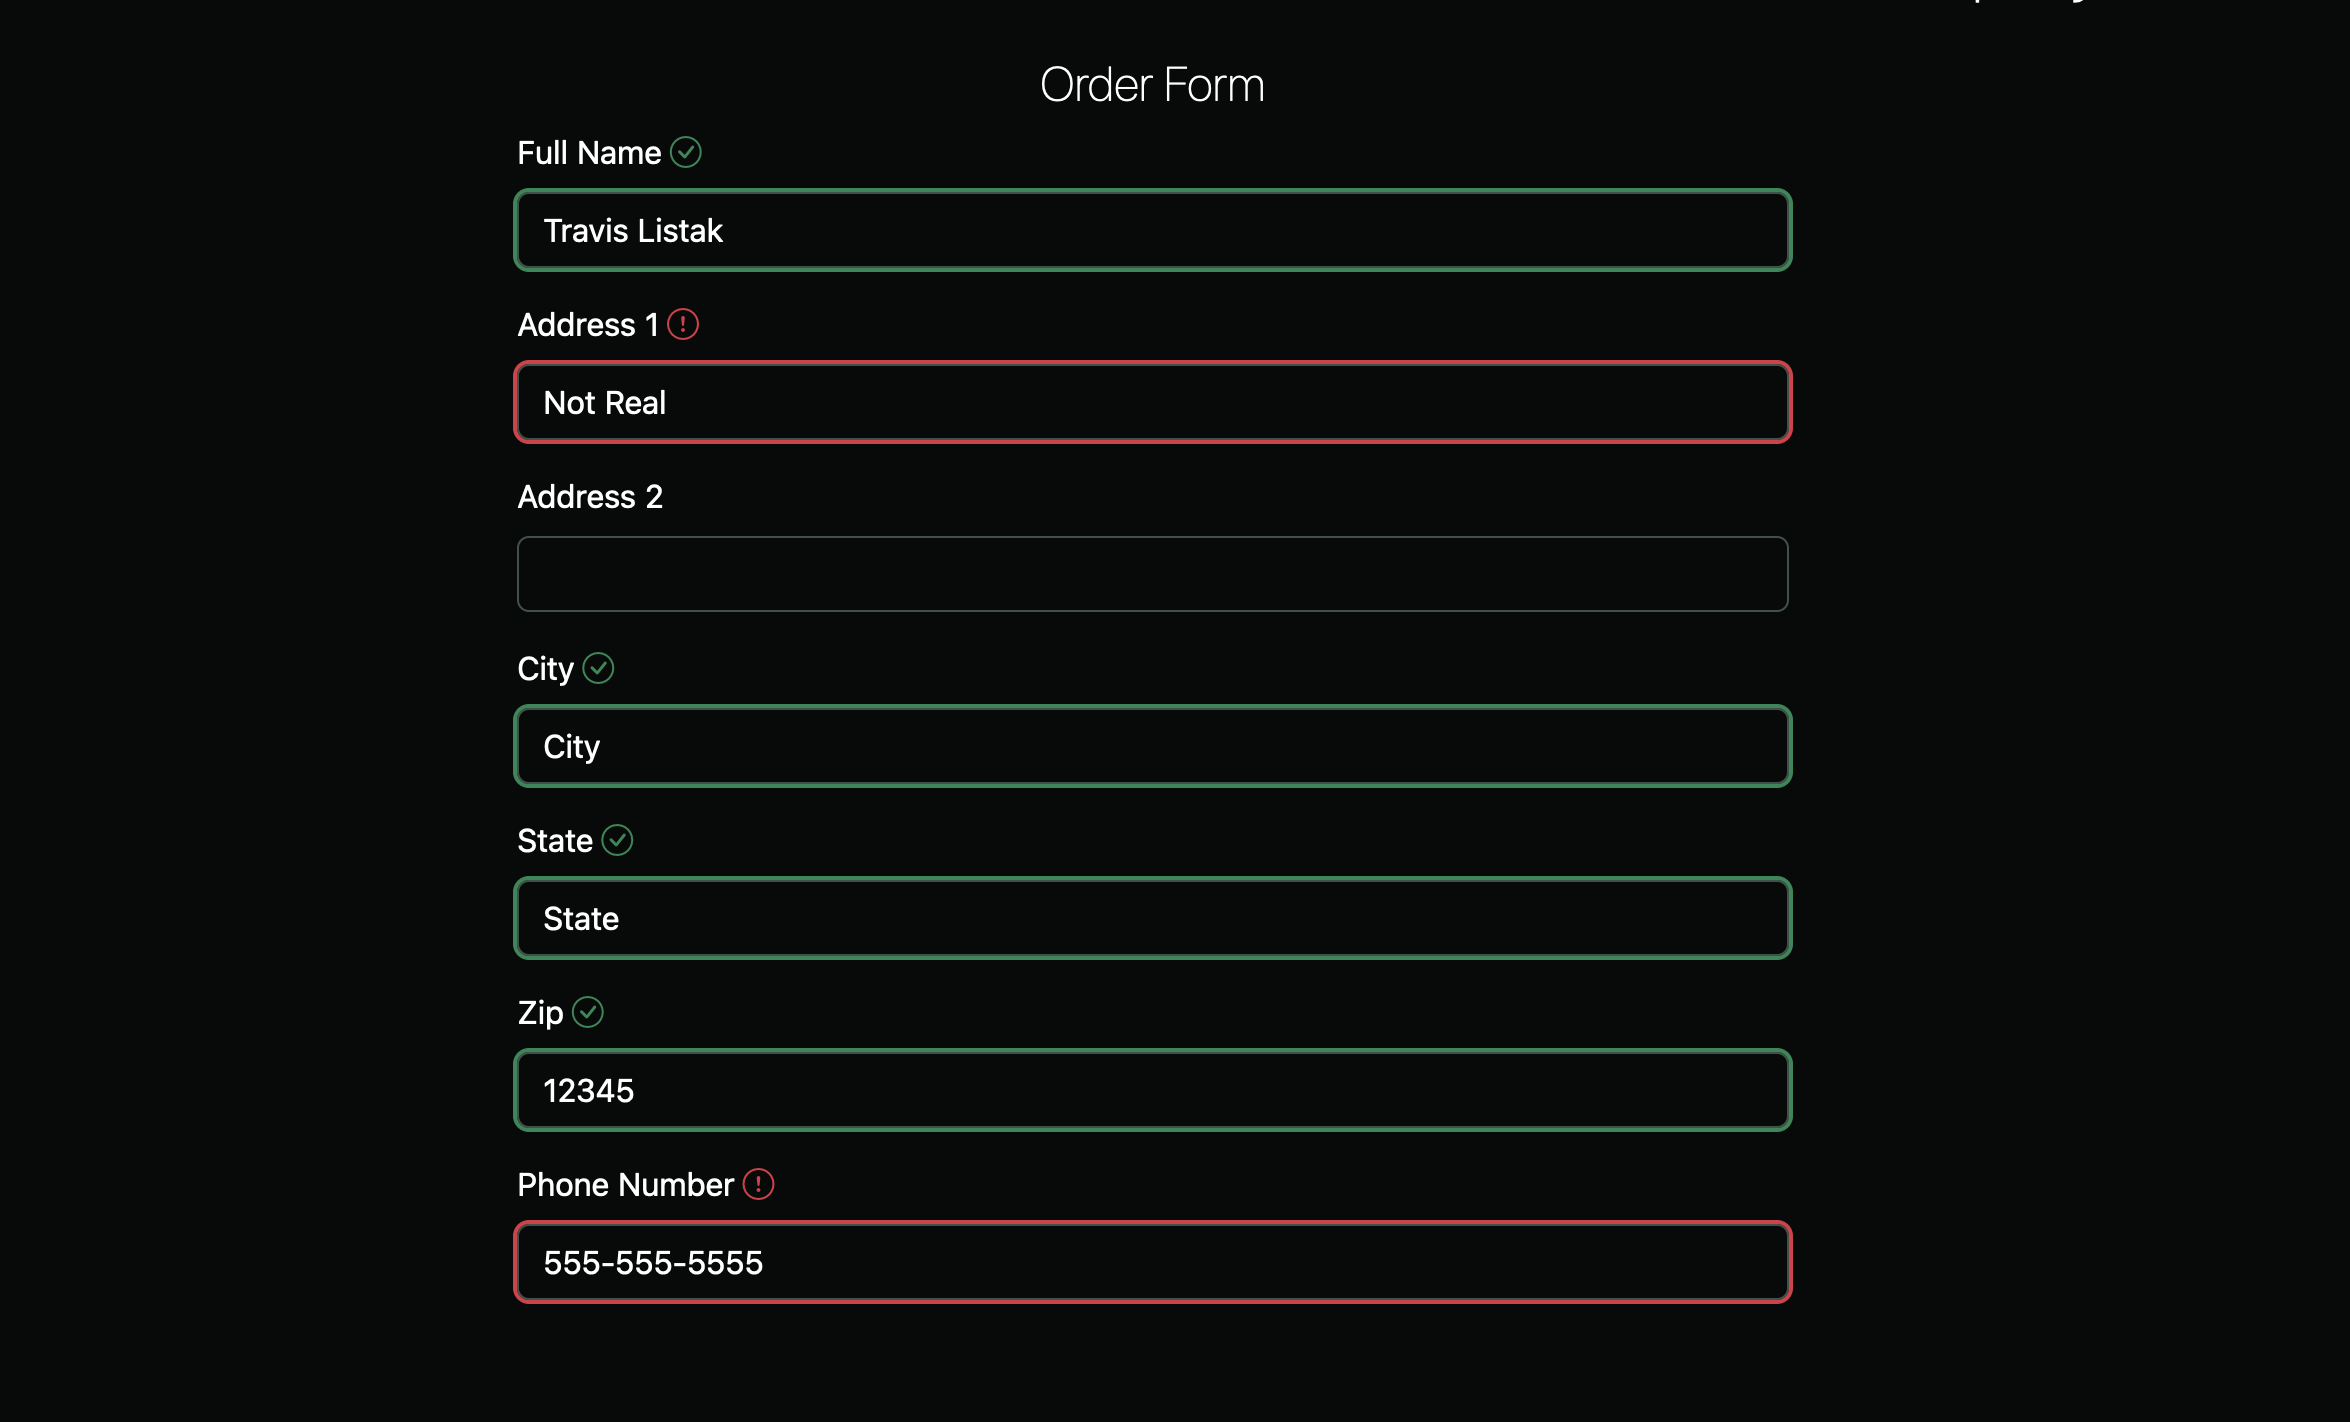 Order Form
Full Name
Travis Listak
Address 1
Not Real
Address 2
City
City
State
State
Zip
12345
Phone Number
555-555-5555